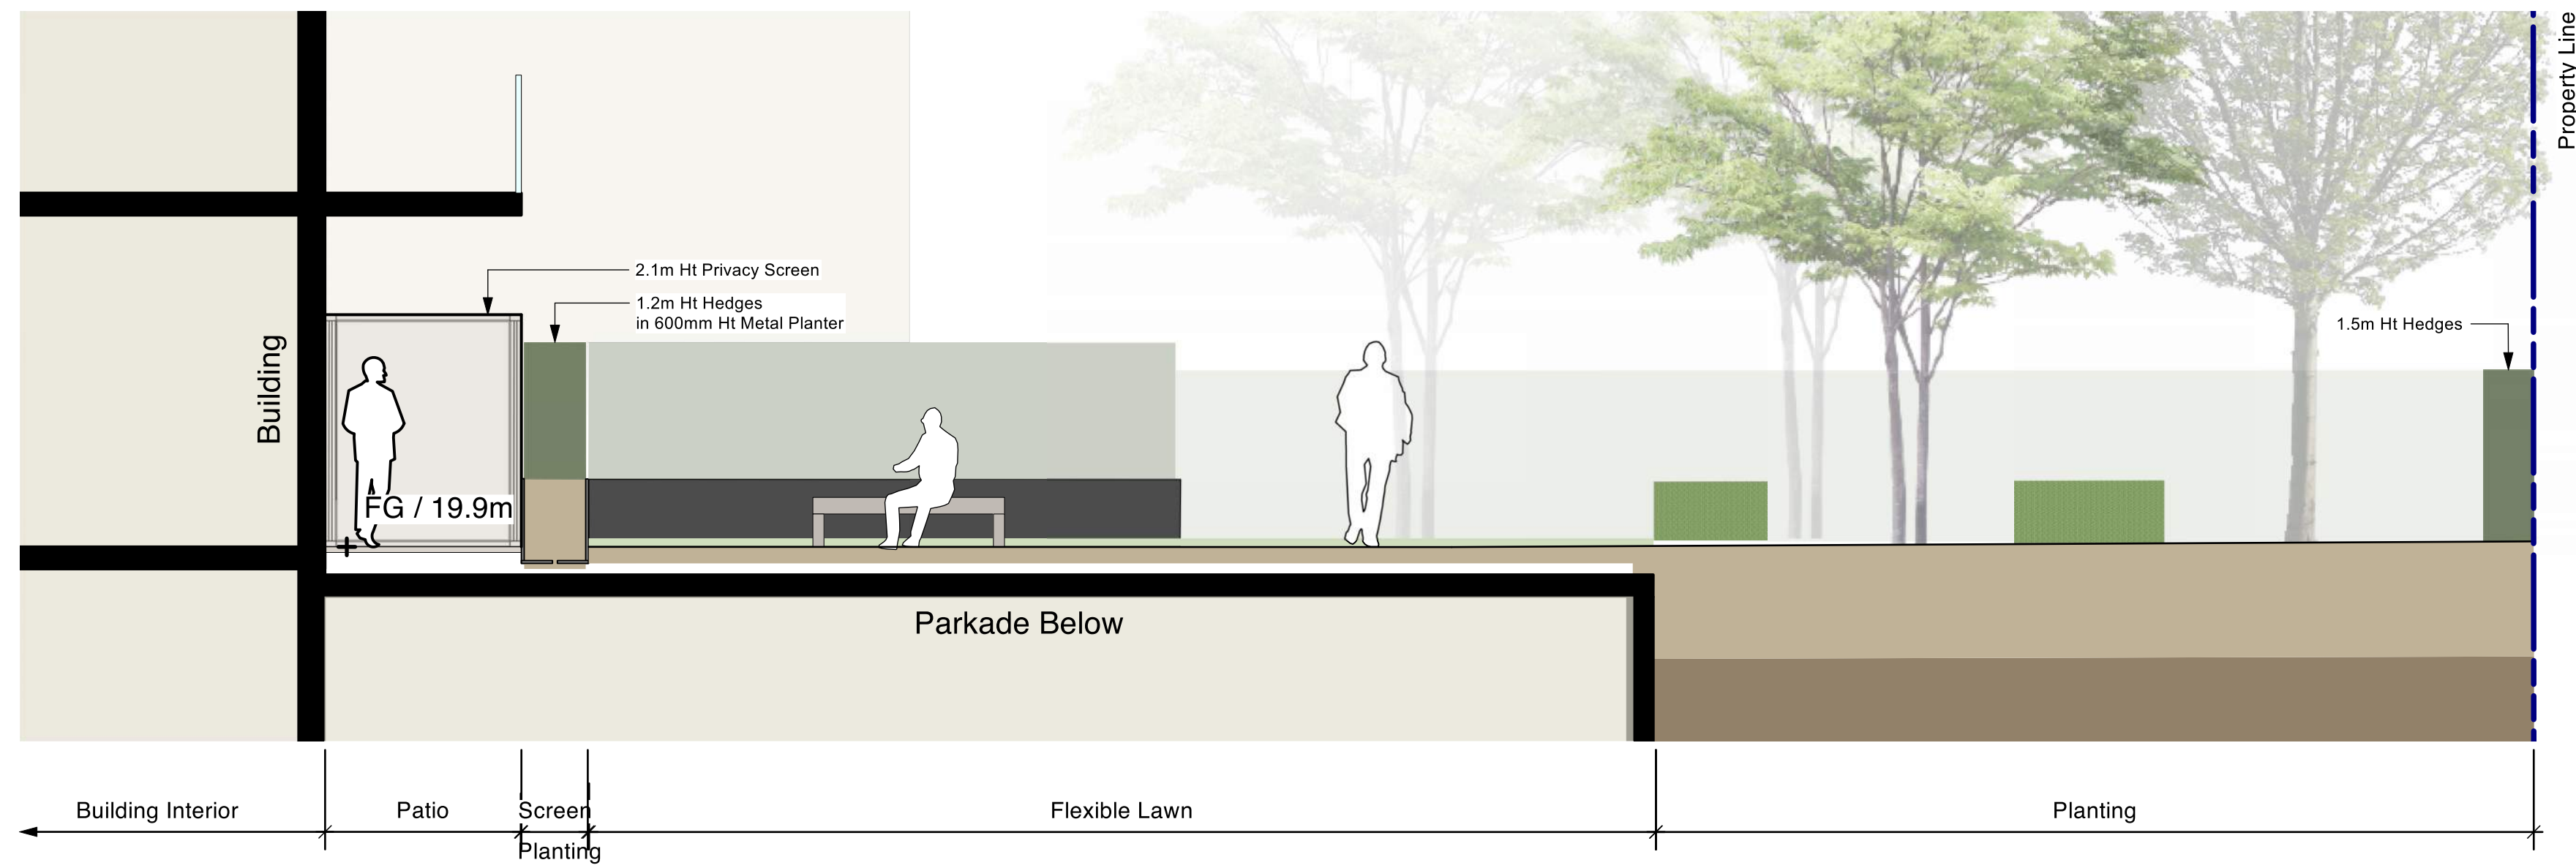 Property Line
2.1m Ht Privacy Screen
1.2m Ht Hedges
in 600mm Ht Metal Planter
1.5m Ht Hedges
Building
FG / 19.9m
Parkade Below
Building Interior
Patio
Screen
Planting
Flexible Lawn
Planting